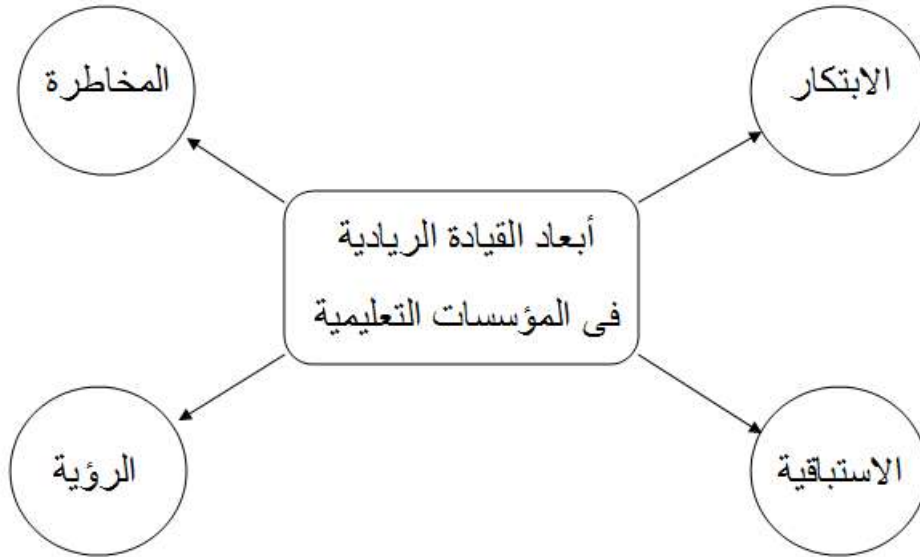 الابتكار
المخاطرة
أبعاد القيادة الريادية
فى المؤسسات التعليمية
الاستباقية
الرؤية